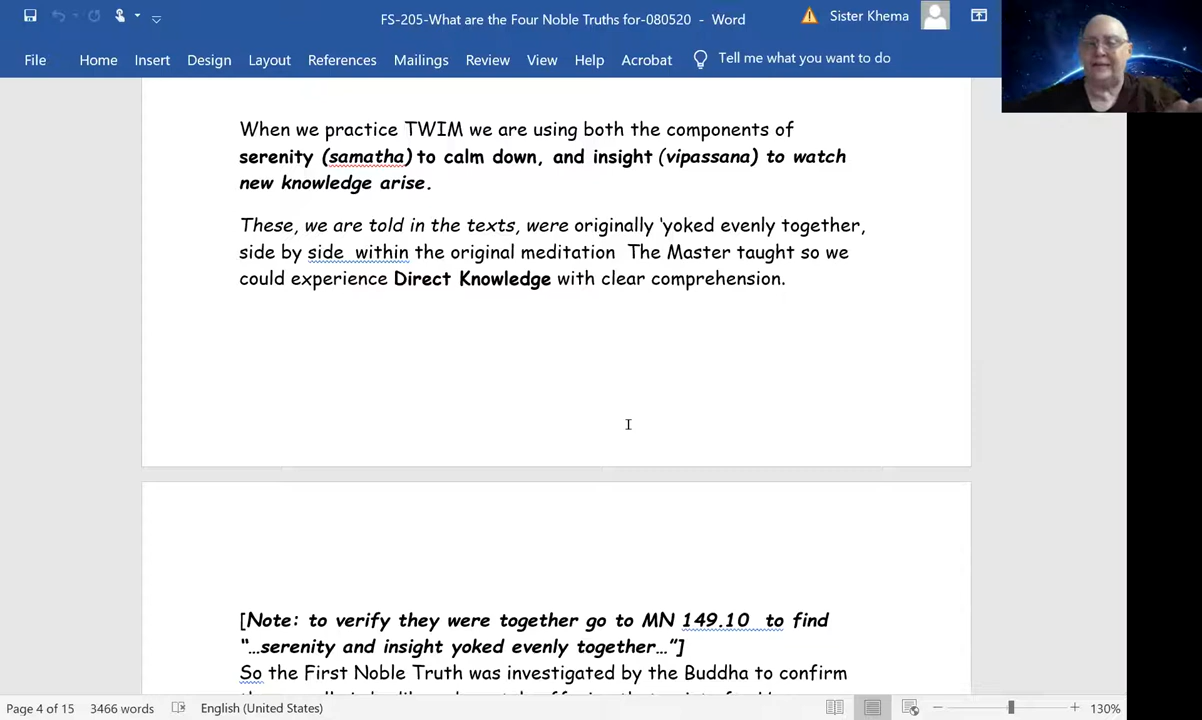 FS-205-What are the Four Noble Truths for-080520 - Word
Sister Khema
File Home Insert Design Layout References Mailings Review View Help Acrobat Tell me what you want to do
When we practice TWIM we are using both the components of
serenity (samatha) to calm down, and insight (vipassana) to watch
new knowledge arise.
These, we are told in the texts, were originally ‘yoked evenly together,
side by side within the original meditation The Master taught so we
could experience Direct Knowledge with clear comprehension.
[Note: to verify they were together go to MN 149.10 to find
“…serenity and insight yoked evenly together…”]
So the First Noble Truth was investigated by the Buddha to confirm
Page 4 of 15 3466 words English (United States) 130%